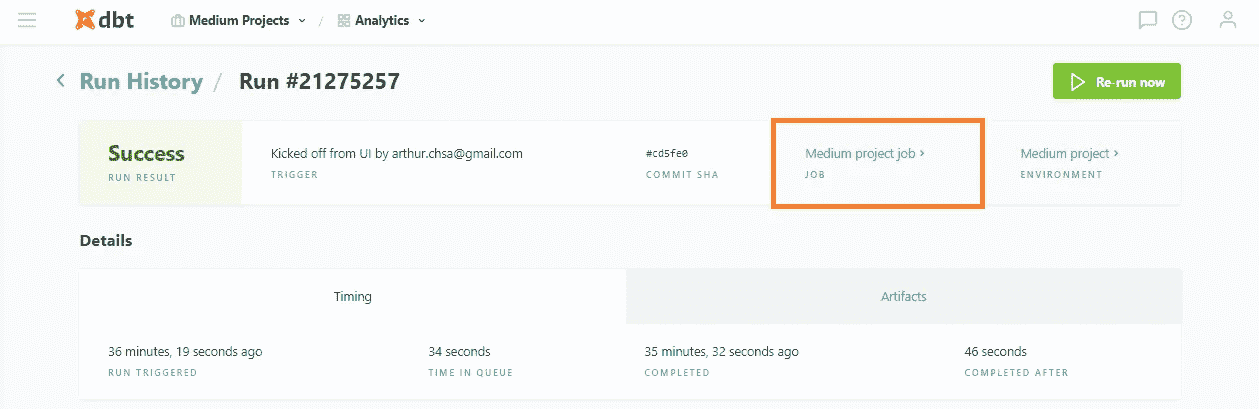 dbt Medium Projects / Analytics
Run History / Run #21275257
Re-run now
Success
RUN RESULT
Kicked off from UI by arthur.chsa@gmail.com
TRIGGER
#cd5fe0
COMMIT SHA
Medium project job >
JOB
Medium project >
ENVIRONMENT
Details
Timing
Artifacts
36 minutes, 19 seconds ago
RUN TRIGGERED
34 seconds
TIME IN QUEUE
35 minutes, 32 seconds ago
COMPLETED
46 seconds
COMPLETED AFTER